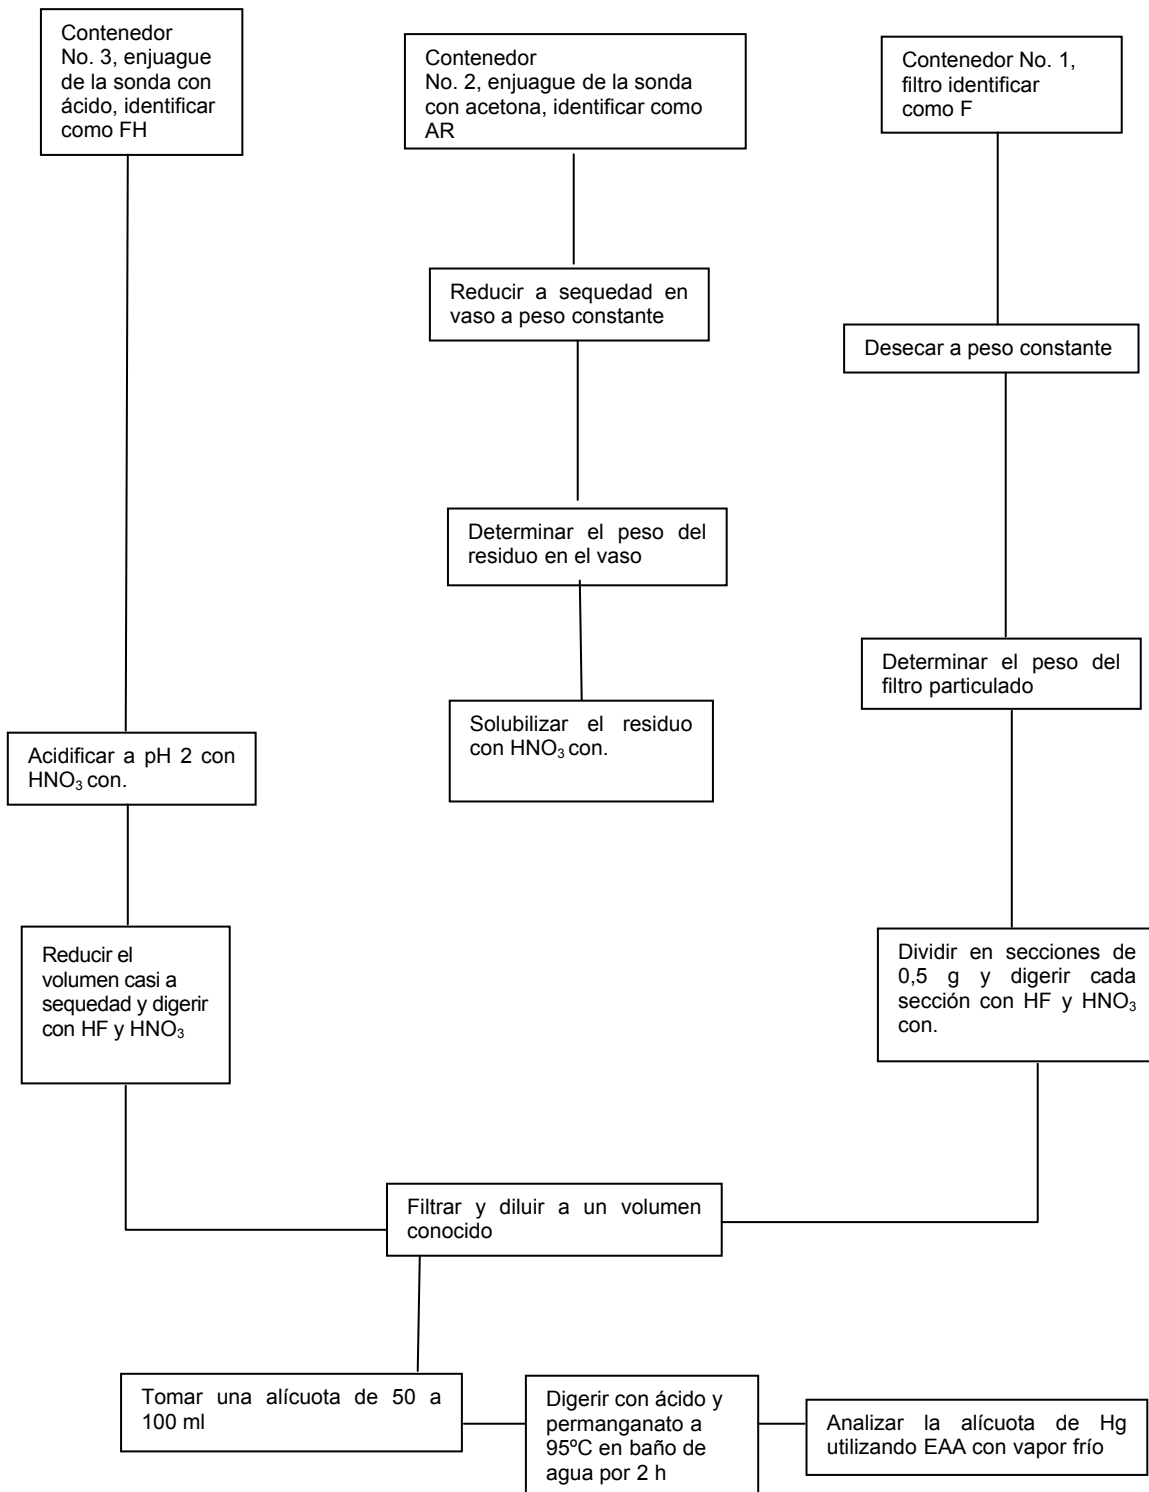 Contenedor
No. 3, enjuague
de la sonda con
ácido, identificar
como FH
Contenedor
No. 2, enjuague de la sonda
con acetona, identificar como
AR
Contenedor No. 1,
filtro identificar
como F
Reducir a sequedad en
vaso a peso constante
Desecar a peso constante
Determinar el peso del
residuo en el vaso
Determinar el peso del
filtro particulado
Solubilizar el residuo
con HNO₃ con.
Acidificar a pH 2 con
HNO₃ con.
Reducir el
volumen casi a
sequedad y digerir
con HF y HNO₃
Dividir en secciones de
0,5 g y digerir cada
sección con HF y HNO₃
con.
Filtrar y diluir a un volumen
conocido
Tomar una alícuota de 50 a
100 ml
Digerir con ácido y
permanganato a
95ºC en baño de
agua por 2 h
Analizar la alícuota de Hg
utilizando EAA con vapor frío